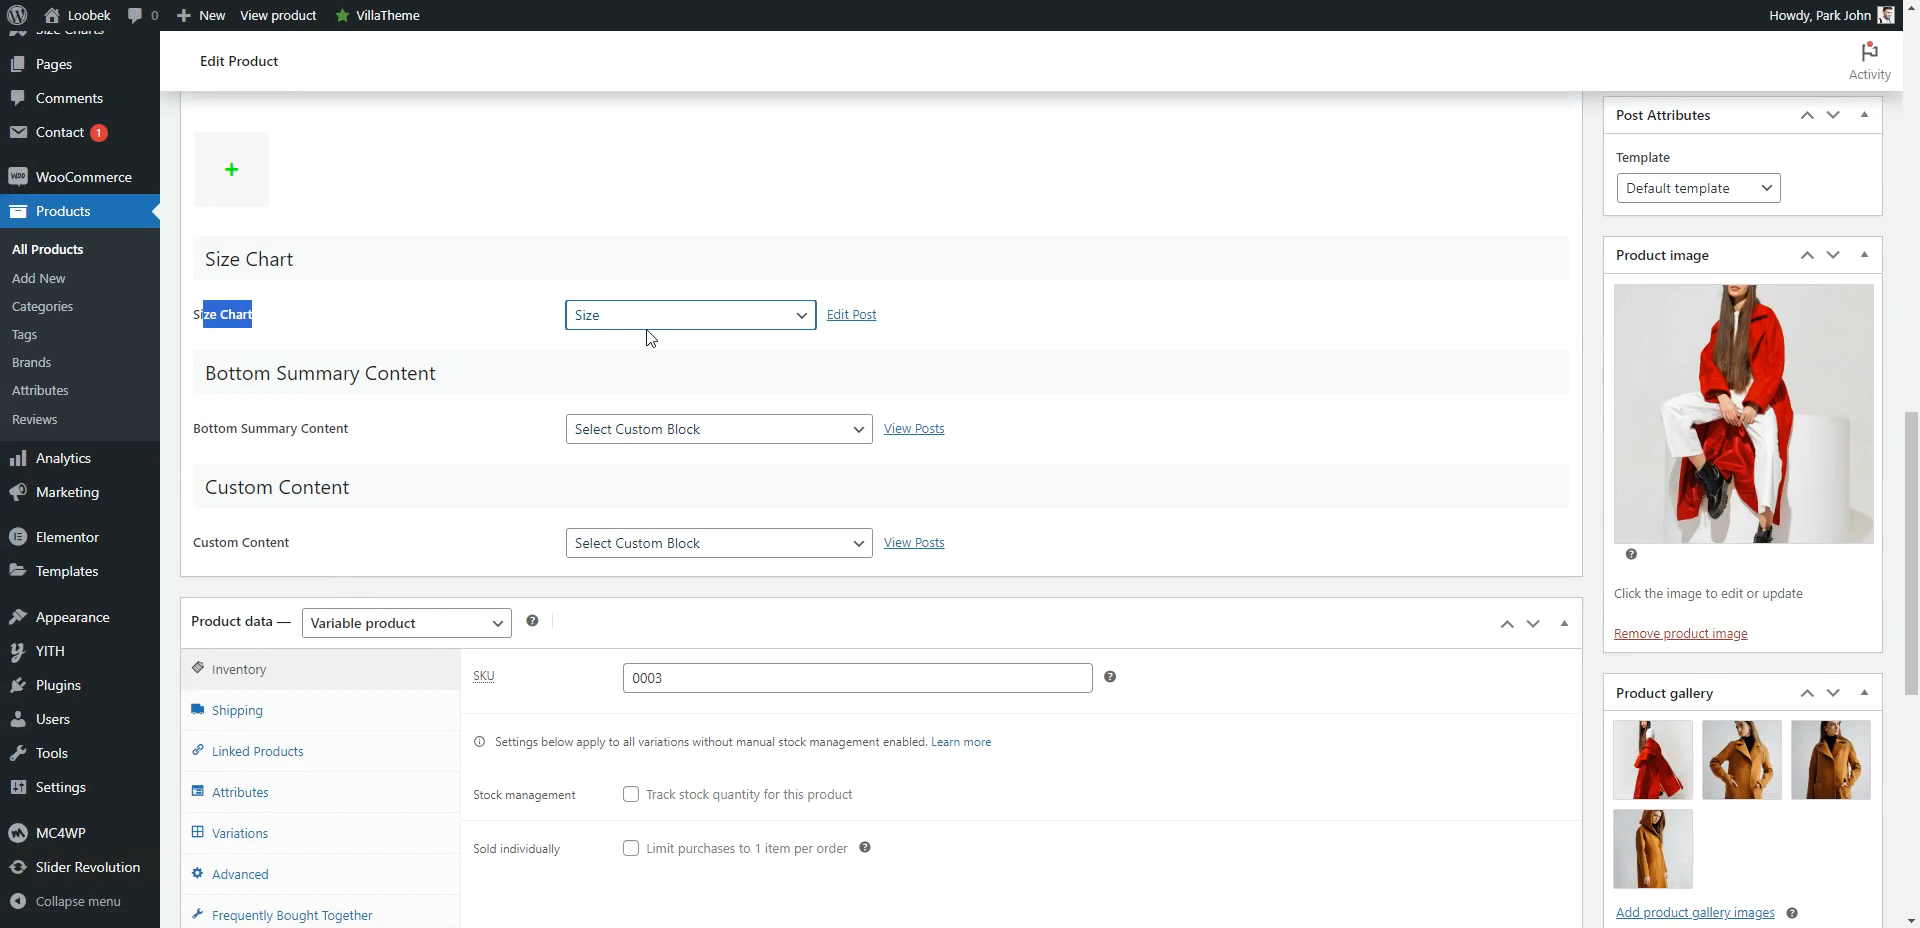 Loobek
0
New
View product
VillaTheme
Howdy, Park John
Size Charts
Pages
Comments
Contact 1
WooCommerce
Products
All Products
Add New
Categories
Tags
Brands
Attributes
Reviews
Analytics
Marketing
Elementor
Templates
Appearance
YITH
Plugins
Users
Tools
Settings
MC4WP
Slider Revolution
Collapse menu
Edit Product
Activity
+
Size Chart
Size Chart
Size
Edit Post
Bottom Summary Content
Bottom Summary Content
Select Custom Block
View Posts
Custom Content
Custom Content
Select Custom Block
View Posts
Product data —
Variable product
Inventory
Shipping
Linked Products
Attributes
Variations
Advanced
Frequently Bought Together
SKU
0003
Settings below apply to all variations without manual stock management enabled. Learn more
Stock management
Track stock quantity for this product
Sold individually
Limit purchases to 1 item per order
Post Attributes
Template
Default template
Product image
Click the image to edit or update
Remove product image
Product gallery
Add product gallery images